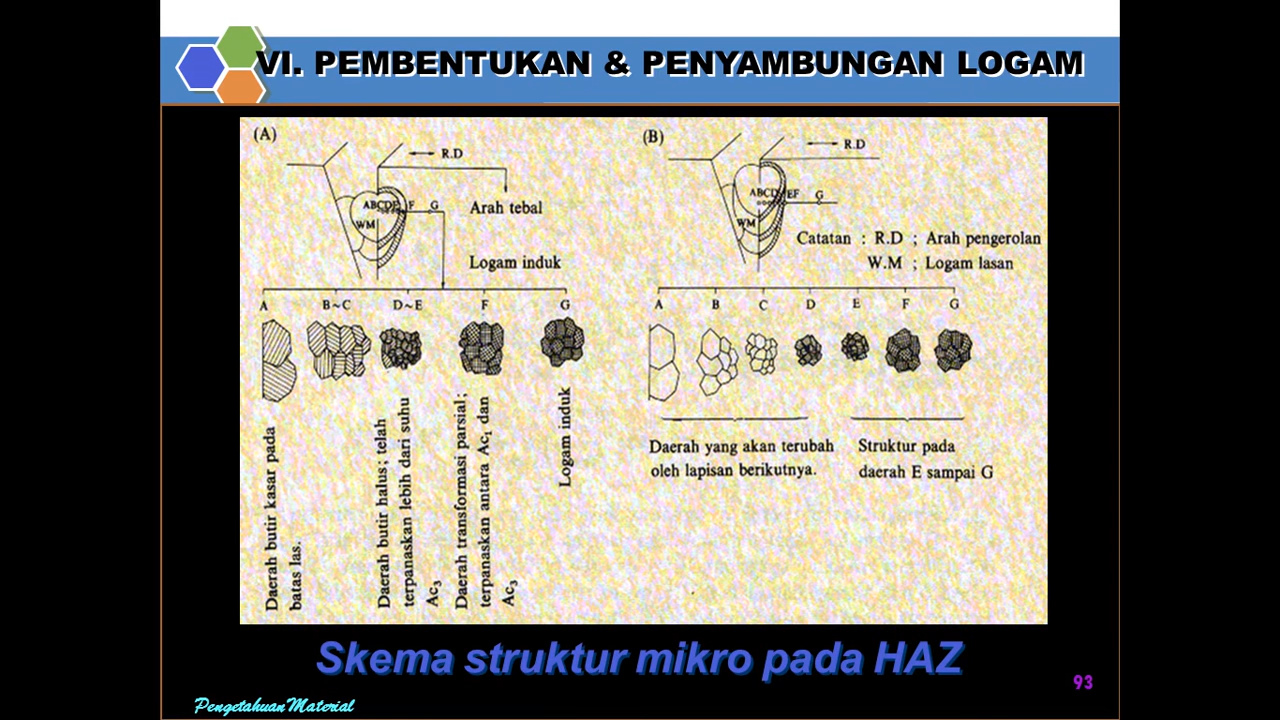 VI. PEMBENTUKAN & PENYAMBUNGAN LOGAM
(A)
R.D
ABCDE F G
WM
Arah tebal
Logam induk
A B~C D~E F G
Daerah butir kasar pada
batas las.
Daerah butir halus; telah
terpanaskan lebih dari suhu
Ac₃
Daerah transformasi parsial;
terpanaskan antara Ac₁ dan
Ac₃
Logam induk
(B)
R.D
ABCD EF G
WM
Catatan : R.D ; Arah pengerolan
W.M ; Logam lasan
A B C D E F G
Daerah yang akan terubah
oleh lapisan berikutnya.
Struktur pada
daerah E sampai G
Skema struktur mikro pada HAZ
93
PengetahuanMaterial